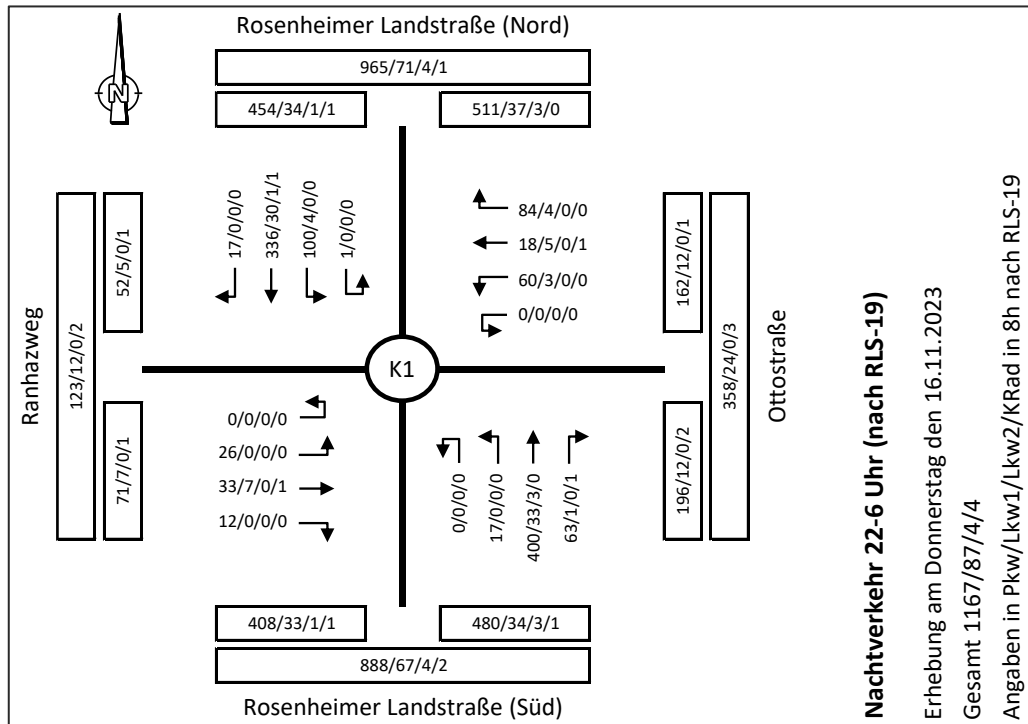 Rosenheimer Landstraße (Nord)
965/71/4/1
454/34/1/1
511/37/3/0
N
17/0/0/0
336/30/1/1
100/4/0/0
1/0/0/0
84/4/0/0
18/5/0/1
60/3/0/0
0/0/0/0
Ranhazweg
123/12/0/2
52/5/0/1
71/7/0/1
K1
162/12/0/1
196/12/0/2
358/24/0/3
Ottostraße
0/0/0/0
26/0/0/0
33/7/0/1
12/0/0/0
0/0/0/0
17/0/0/0
400/33/3/0
63/1/0/1
408/33/1/1
480/34/3/1
888/67/4/2
Rosenheimer Landstraße (Süd)
Nachtverkehr 22-6 Uhr (nach RLS-19)
Erhebung am Donnerstag den 16.11.2023
Gesamt 1167/87/4/4
Angaben in Pkw/Lkw1/Lkw2/KRad in 8h nach RLS-19